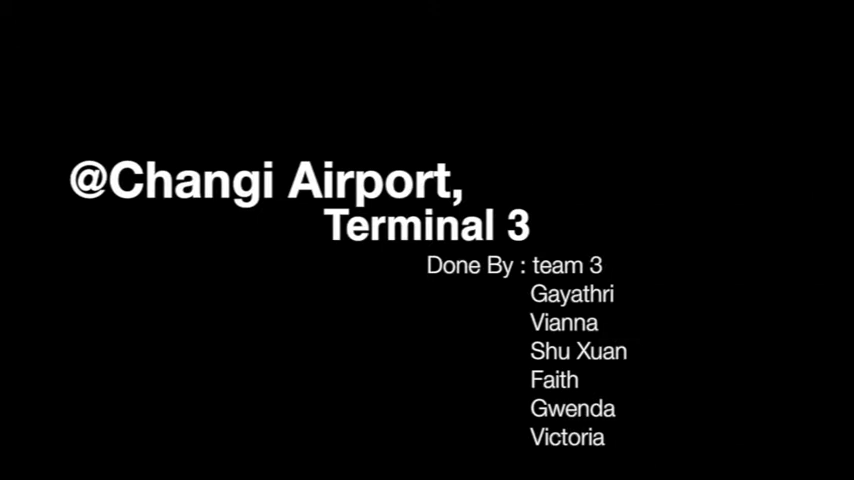 @Changi Airport,
Terminal 3
Done By : team 3
Gayathri
Vianna
Shu Xuan
Faith
Gwenda
Victoria